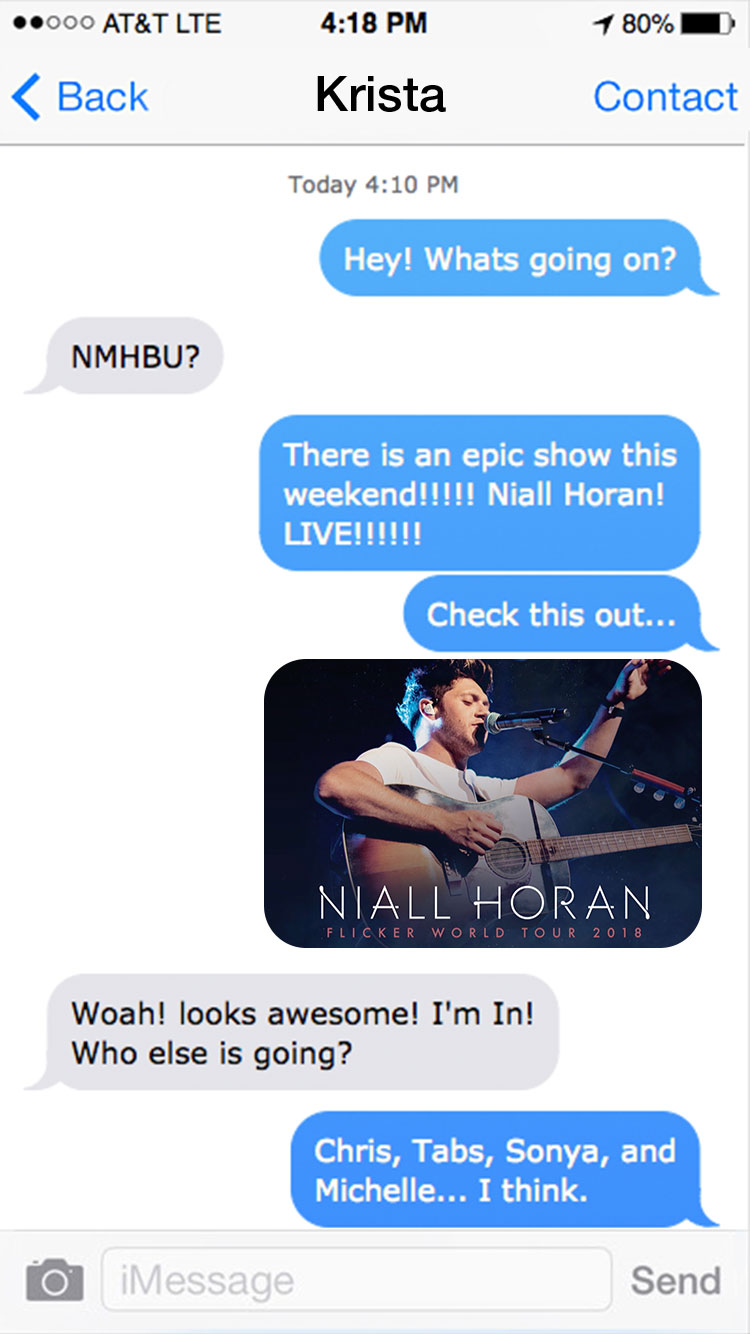 AT&T LTE 4:18 PM 80%
Back Krista Contact
Today 4:10 PM
Hey! Whats going on?
NMHBU?
There is an epic show this
weekend!!!!! Niall Horan!
LIVE!!!!!!
Check this out...
NIALL HORAN
FLICKER WORLD TOUR 2018
Woah! looks awesome! I'm In!
Who else is going?
Chris, Tabs, Sonya, and
Michelle... I think.
iMessage Send